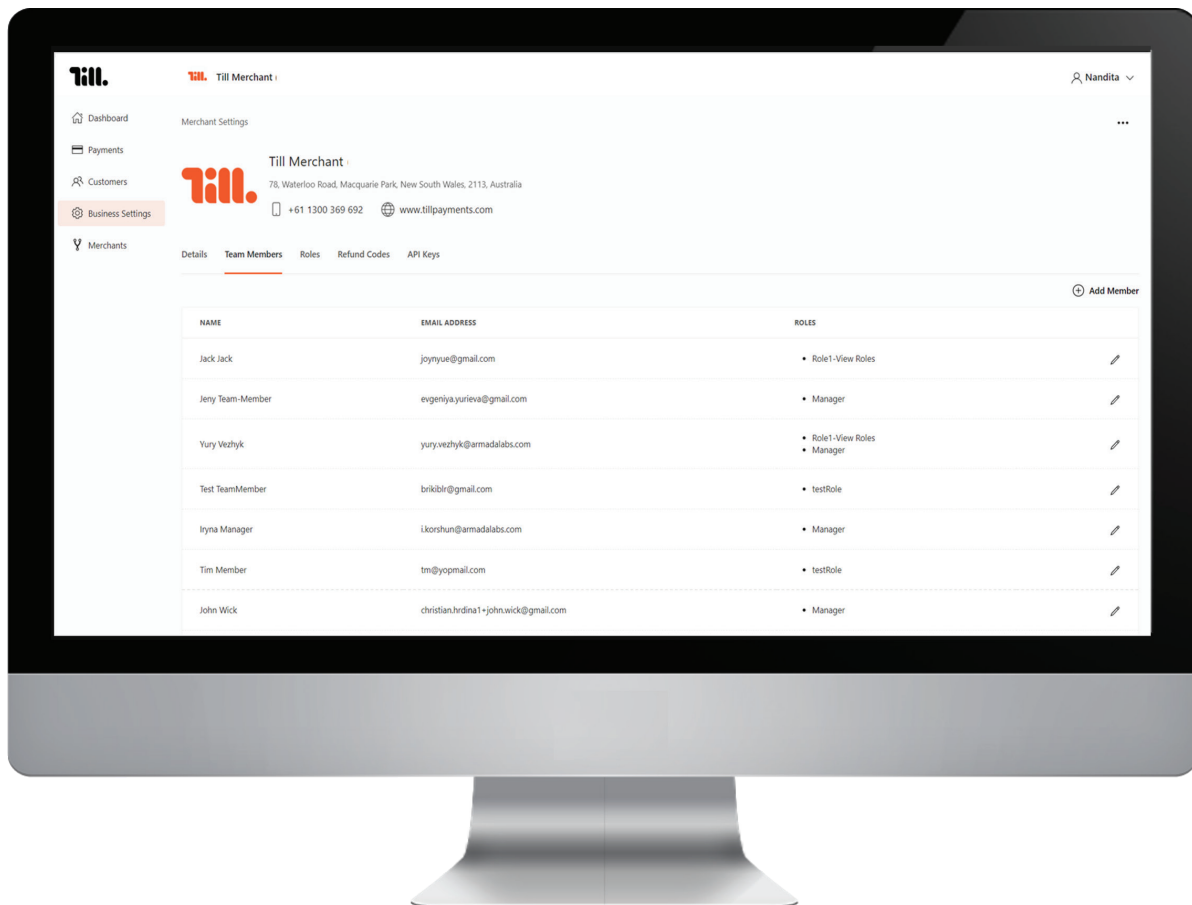 Till.
Till. Till Merchant
Nandita
Dashboard
Payments
Customers
Business Settings
Merchants
Merchant Settings
Till.
Till Merchant
78, Waterloo Road, Macquarie Park, New South Wales, 2113, Australia
+61 1300 369 692 www.tillpayments.com
Details Team Members Roles Refund Codes API Keys
Add Member
NAME EMAIL ADDRESS ROLES
Jack Jack joynyue@gmail.com • Role1-View Roles
Jeny Team-Member evgeniya.yurieva@gmail.com • Manager
Yury Vezhyk yury.vezhyk@armadalabs.com • Role1-View Roles
• Manager
Test TeamMember brikiblr@gmail.com • testRole
Iryna Manager i.korshun@armadalabs.com • Manager
Tim Member tm@yopmail.com • testRole
John Wick christian.hrdina1+john.wick@gmail.com • Manager